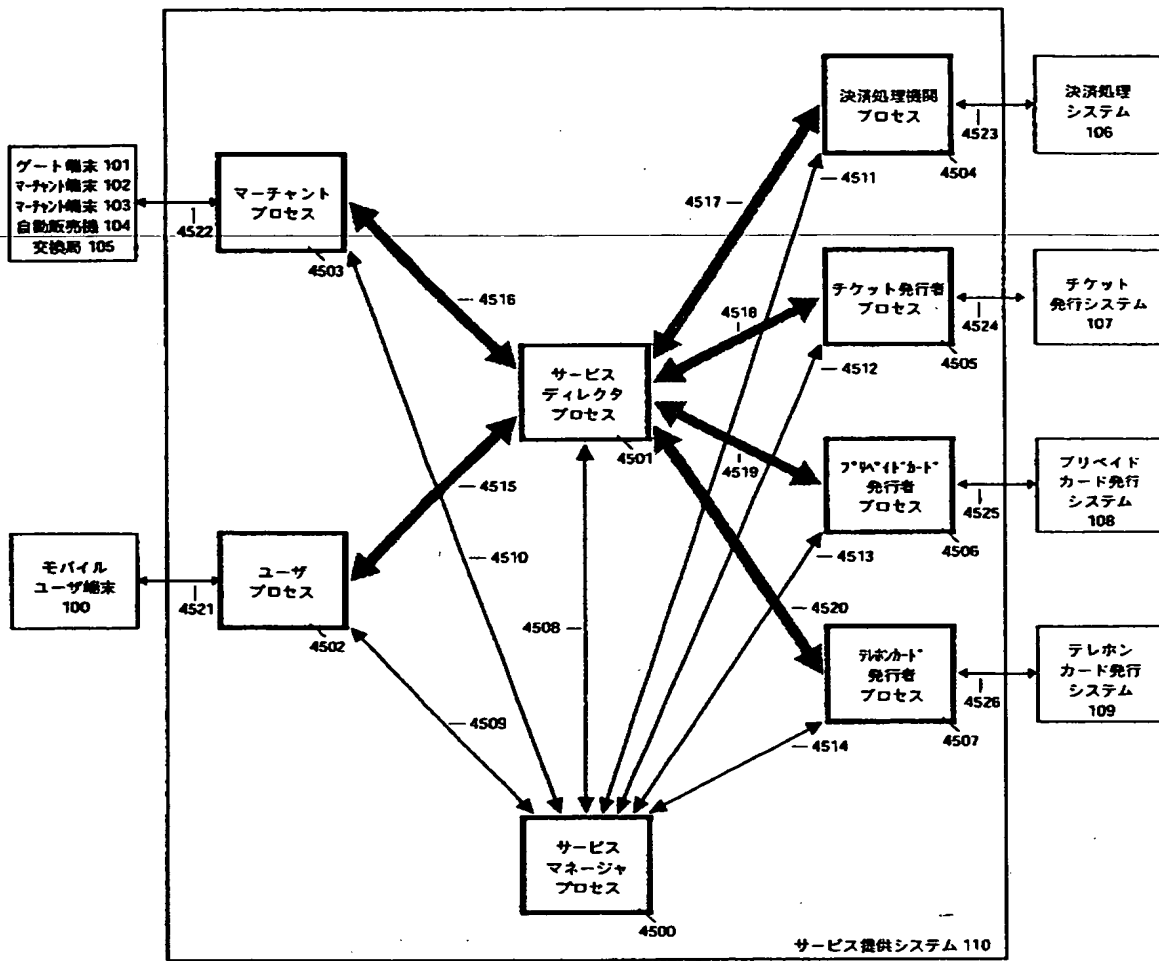 決済処理機関
プロセス
4504
決済処理
システム
106
4523
4511
4517
ゲート端末 101
マーチャント端末 102
マーチャント端末 103
自動販売機 104
交換局 105
4522
マーチャント
プロセス
4503
4516
チケット発行者
プロセス
4505
チケット
発行システム
107
4524
4518
4512
サービス
ディレクタ
プロセス
4501
4519
4515
プリペイドカード
発行者
プロセス
4506
プリペイド
カード発行
システム
108
4525
4513
4510
モバイル
ユーザ端末
100
4521
ユーザ
プロセス
4502
4508
4520
テレホンカード
発行者
プロセス
4507
テレホン
カード発行
システム
109
4526
4509
4514
サービス
マネージャ
プロセス
4500
サービス提供システム 110